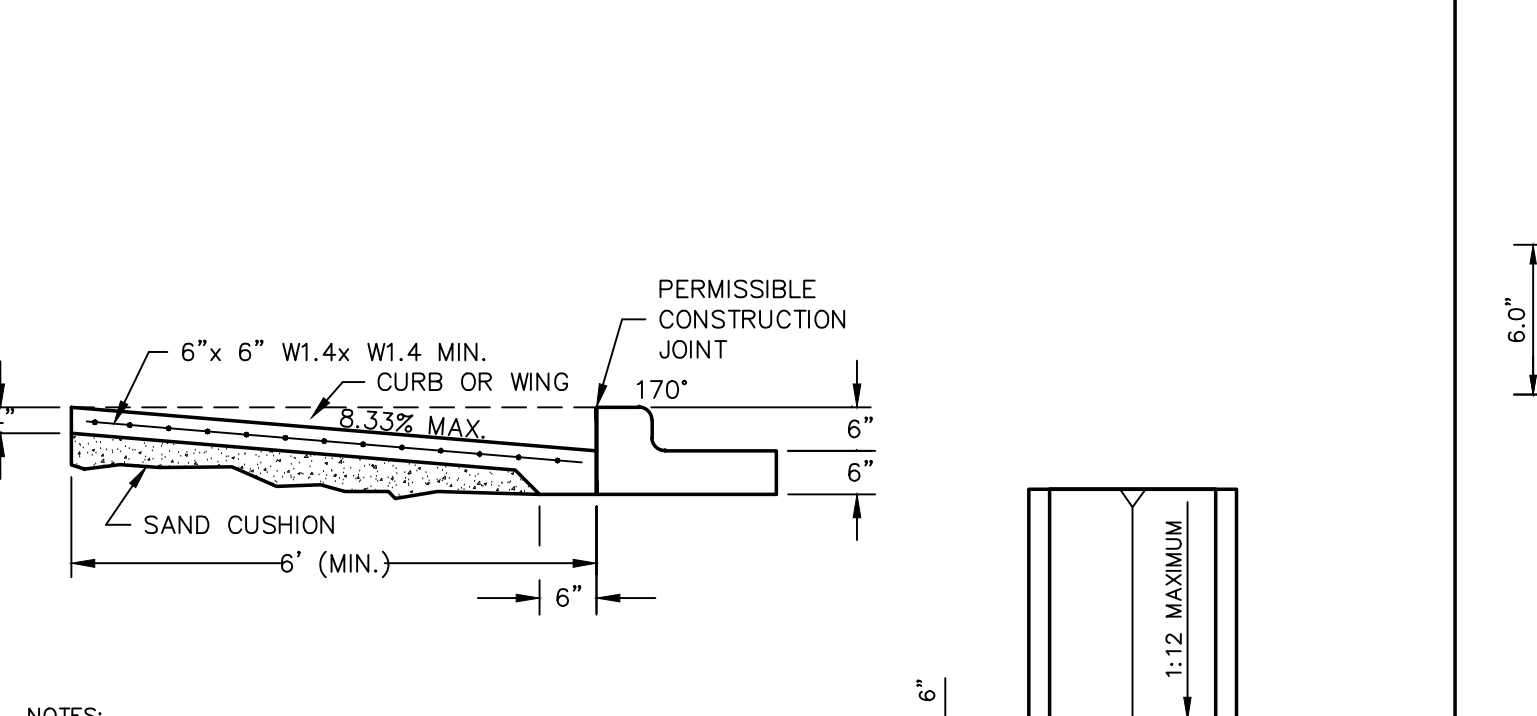 PERMISSIBLE
CONSTRUCTION
JOINT
6”x 6” W1.4x W1.4 MIN.
CURB OR WING
170°
8.33% MAX.
6”
6”
SAND CUSHION
6’ (MIN.)
6”
6.0”
1:12 MAXIMUM
6”
NOTES: